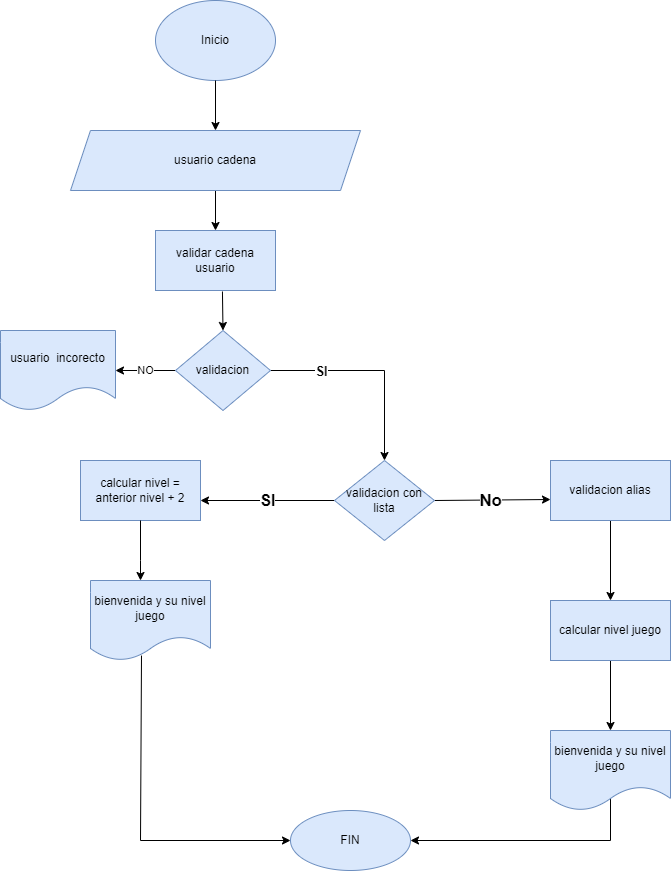 Inicio
usuario cadena
validar cadena
usuario
usuario incorecto
NO
validacion
SI
calcular nivel =
anterior nivel + 2
SI
validacion con
lista
No
validacion alias
bienvenida y su nivel
juego
calcular nivel juego
bienvenida y su nivel
juego
FIN